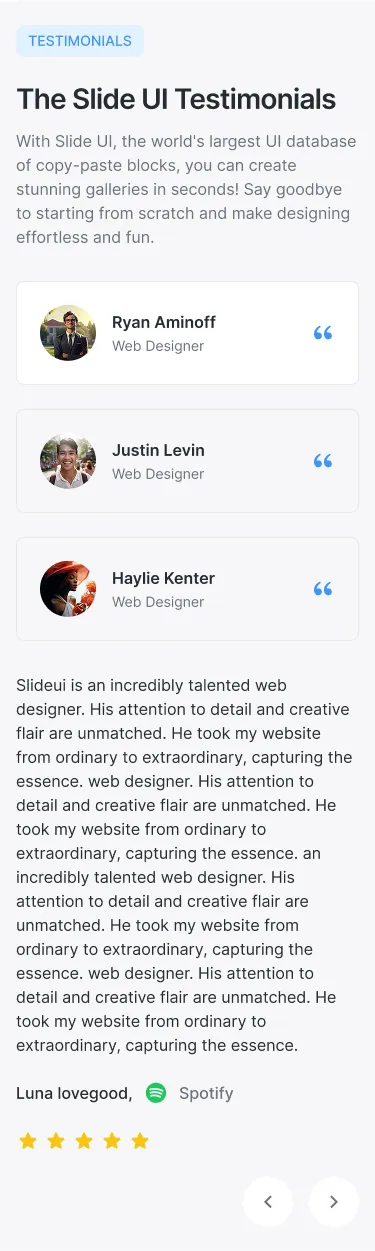 TESTIMONIALS
The Slide UI Testimonials
With Slide UI, the world's largest UI database
of copy-paste blocks, you can create
stunning galleries in seconds! Say goodbye
to starting from scratch and make designing
effortless and fun.
Ryan Aminoff
Web Designer
Justin Levin
Web Designer
Haylie Kenter
Web Designer
Slideui is an incredibly talented web
designer. His attention to detail and creative
flair are unmatched. He took my website
from ordinary to extraordinary, capturing the
essence. web designer. His attention to
detail and creative flair are unmatched. He
took my website from ordinary to
extraordinary, capturing the essence. an
incredibly talented web designer. His
attention to detail and creative flair are
unmatched. He took my website from
ordinary to extraordinary, capturing the
essence. web designer. His attention to
detail and creative flair are unmatched. He
took my website from ordinary to
extraordinary, capturing the essence.
Luna lovegood, Spotify